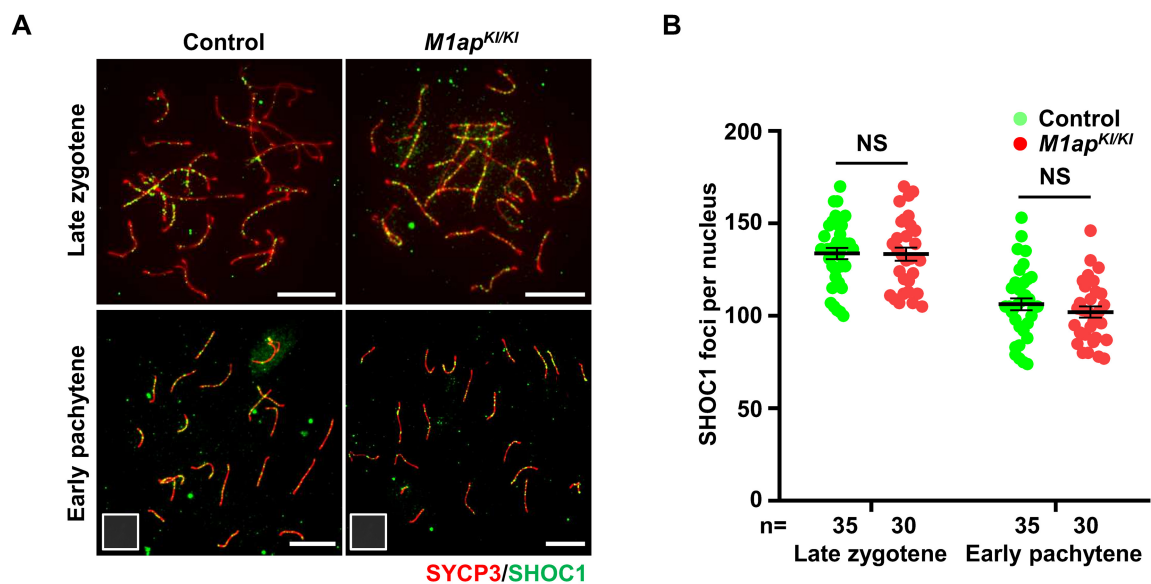 A
Control
M1ap^KI/KI
Late zygotene
Early pachytene
SYCP3/SHOC1
B
Control
M1ap^KI/KI
NS
NS
SHOC1 foci per nucleus
200
150
100
50
0
n= 35 30 35 30
Late zygotene Early pachytene